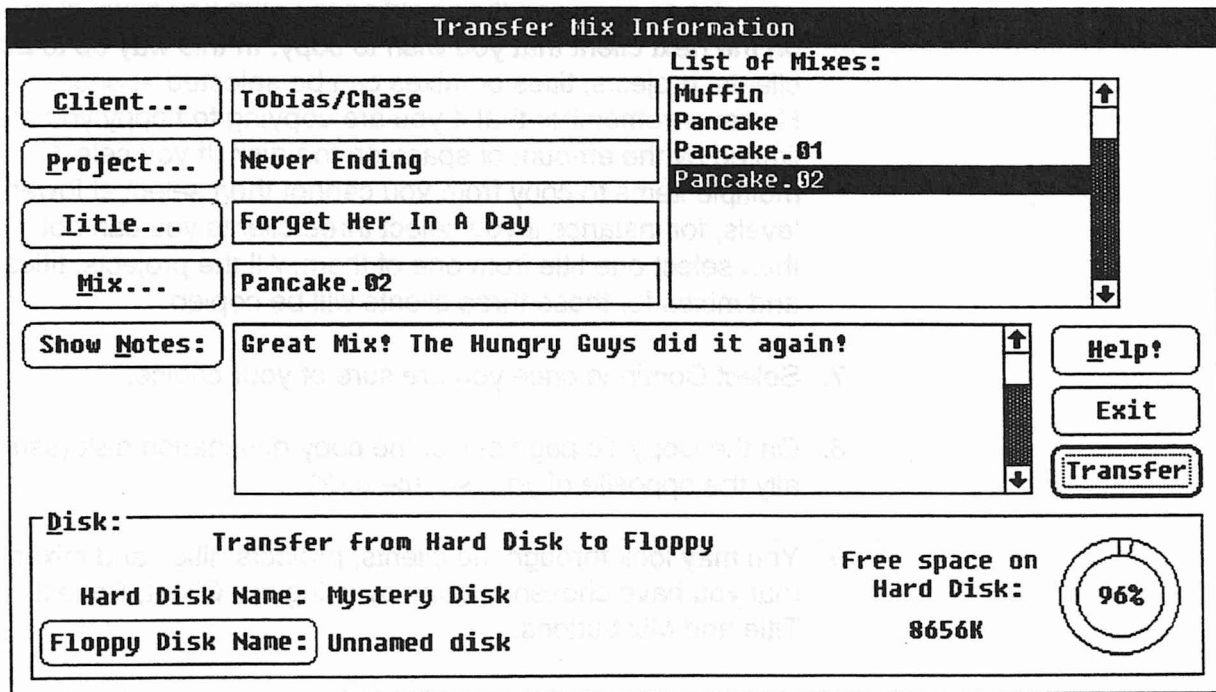 Transfer Mix Information
Client... Tobias/Chase
Project... Never Ending
Title... Forget Her In A Day
Mix... Pancake.02
List of Mixes:
Muffin
Pancake
Pancake.01
Pancake.02
Show Notes: Great Mix! The Hungry Guys did it again!
Help!
Exit
Transfer
Disk:
Transfer from Hard Disk to Floppy
Hard Disk Name: Mystery Disk
Floppy Disk Name: Unnamed disk
Free space on
Hard Disk:
8656K
96%